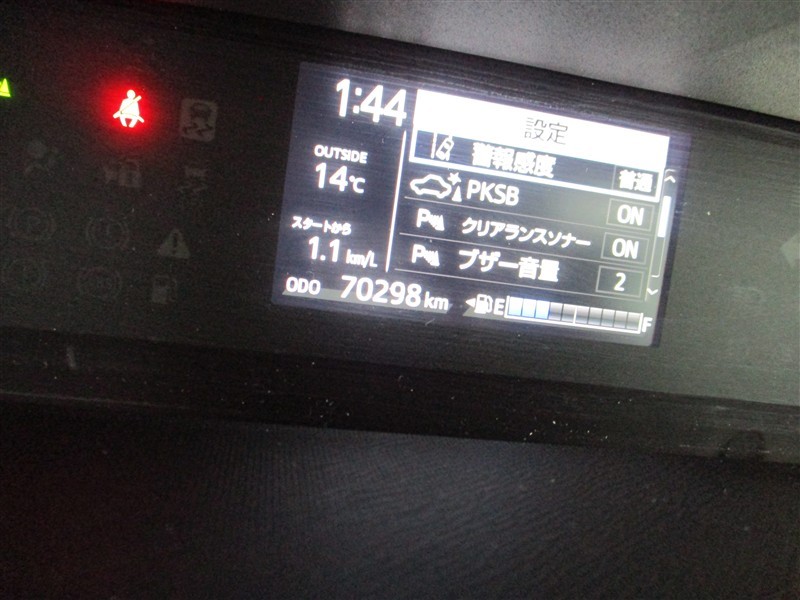 1:44
OUTSIDE
14℃
スタートから
1.1 km/L
設定
警報感度 普通
PKSB ON
P クリアランスソナー ON
P ブザー音量 2
ODO 70298 km
E F